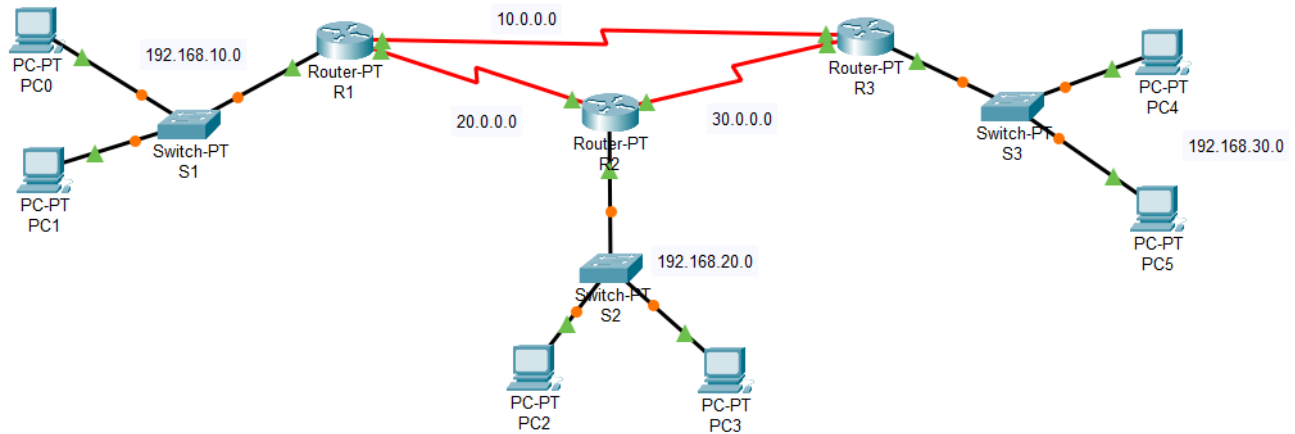 10.0.0.0
192.168.10.0
PC-PT
PC0
Router-PT
R1
Router-PT
R3
PC-PT
PC4
20.0.0.0
30.0.0.0
Switch-PT
S1
Router-PT
R2
Switch-PT
S3
192.168.30.0
PC-PT
PC1
PC-PT
PC5
192.168.20.0
Switch-PT
S2
PC-PT
PC2
PC-PT
PC3